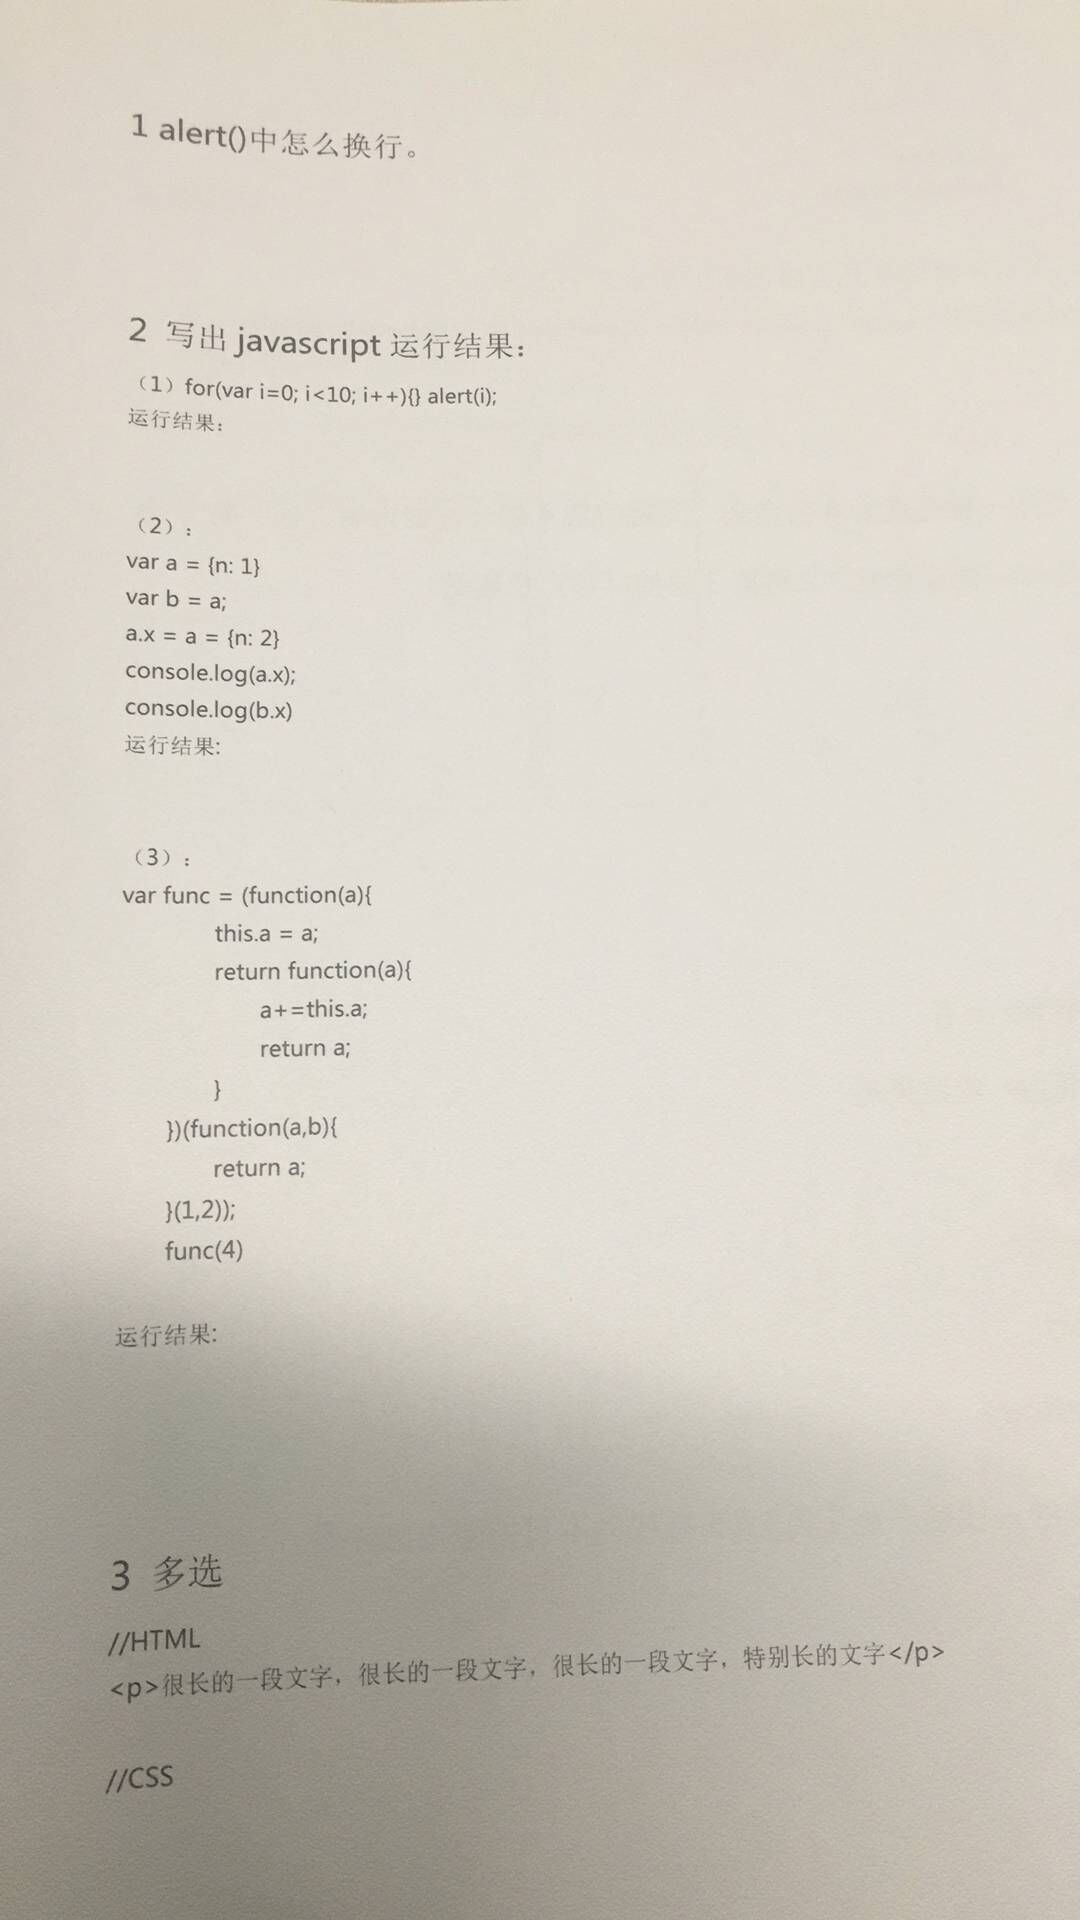 1 alert()中怎么换行。
2 写出 javascript 运行结果：
（1）for(var i=0; i<10; i++){} alert(i);
运行结果：
（2）：
var a = {n: 1}
var b = a;
a.x = a = {n: 2}
console.log(a.x);
console.log(b.x)
运行结果:
（3）：
var func = (function(a){
this.a = a;
return function(a){
a+=this.a;
return a;
}
})(function(a,b){
return a;
}(1,2));
func(4)
运行结果:
3 多选
//HTML
<p>很长的一段文字，很长的一段文字，很长的一段文字，特别长的文字</p>
//CSS